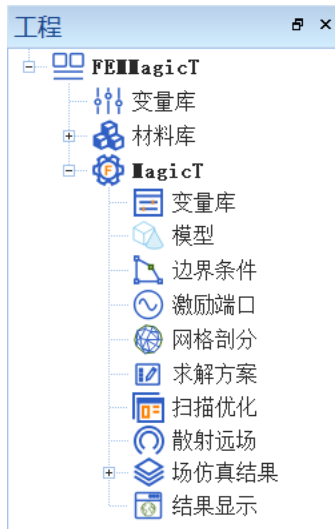 工程
FEMMagicT
变量库
材料库
MagicT
变量库
模型
边界条件
激励端口
网格剖分
求解方案
扫描优化
散射远场
场仿真结果
结果显示